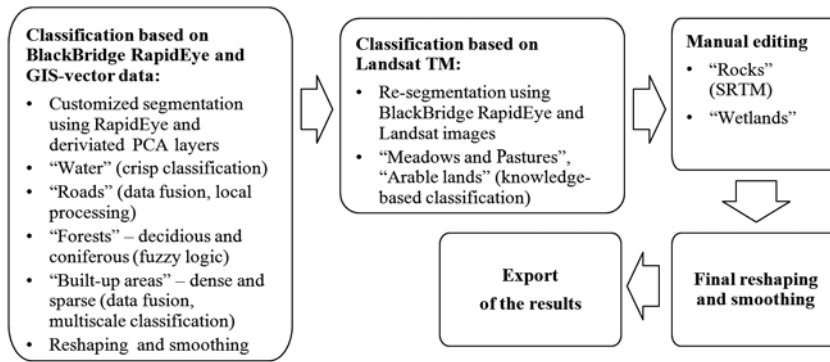 Classification based on
BlackBridge RapidEye and
GIS-vector data:
• Customized segmentation
using RapidEye and
deriviated PCA layers
• “Water” (crisp classification)
• “Roads” (data fusion, local
processing)
• “Forests” – decidious and
coniferous (fuzzy logic)
• “Built-up areas” – dense and
sparse (data fusion,
multiscale classification)
• Reshaping and smoothing
Classification based on
Landsat TM:
• Re-segmentation using
BlackBridge RapidEye and
Landsat images
• “Meadows and Pastures”,
“Arable lands” (knowledge-
based classification)
Manual editing
• “Rocks”
(SRTM)
• “Wetlands”
Final reshaping
and smoothing
Export
of the results